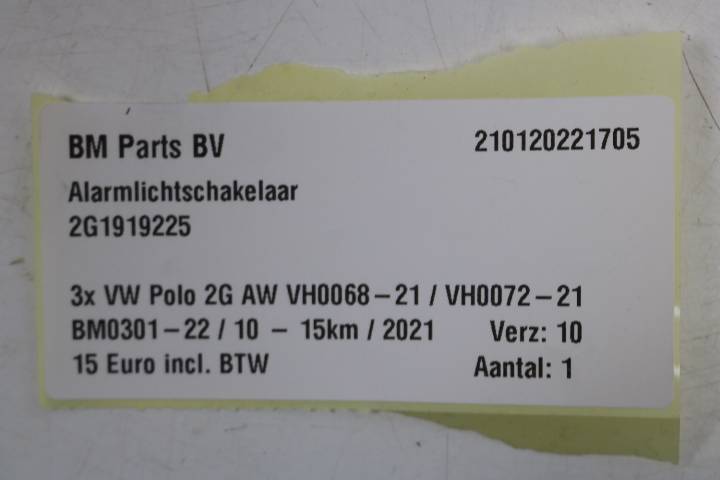 BM Parts BV 210120221705
Alarmlichtschakelaar
2G1919225
3x VW Polo 2G AW VH0068-21 / VH0072-21
BM0301-22 / 10 - 15km / 2021 Verz: 10
15 Euro incl. BTW Aantal: 1